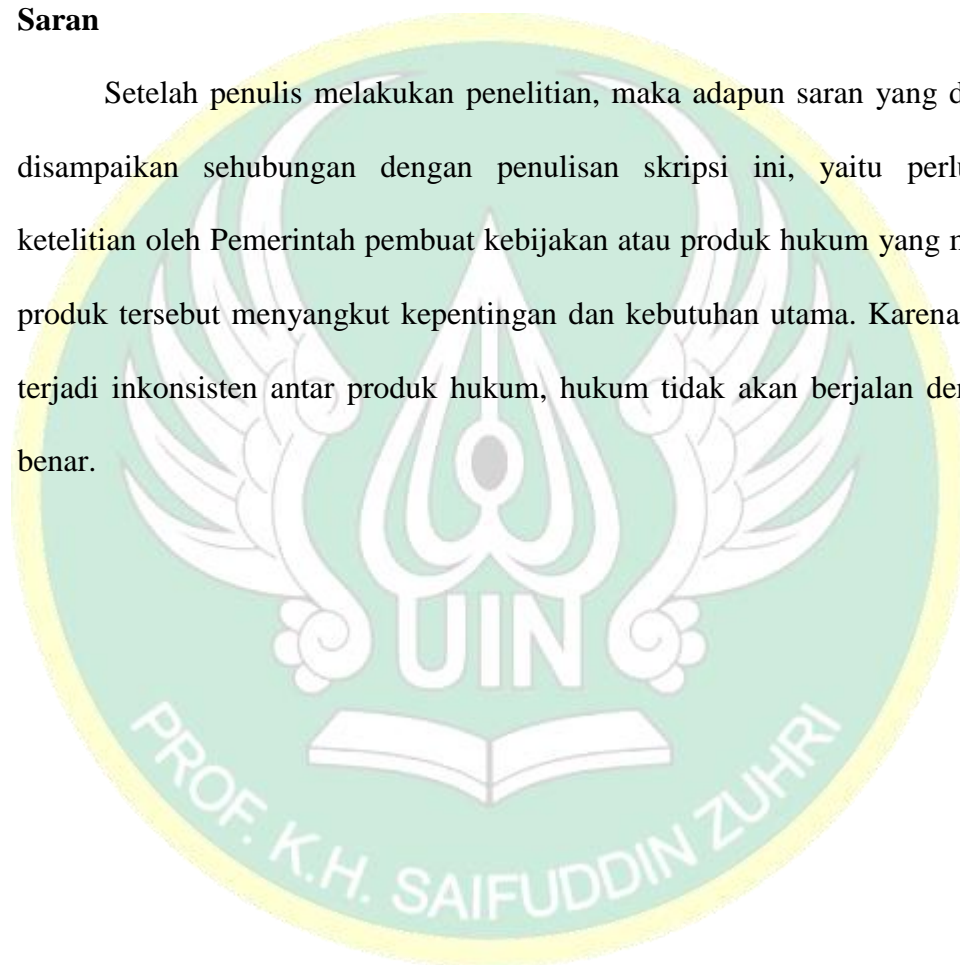 Saran
Setelah penulis melakukan penelitian, maka adapun saran yang d
disampaikan sehubungan dengan penulisan skripsi ini, yaitu perlu
ketelitian oleh Pemerintah pembuat kebijakan atau produk hukum yang
produk tersebut menyangkut kepentingan dan kebutuhan utama. Karena
terjadi inkonsisten antar produk hukum, hukum tidak akan berjalan
benar.
UIN
PROF. K.H. SAIFUDDIN ZUHRI